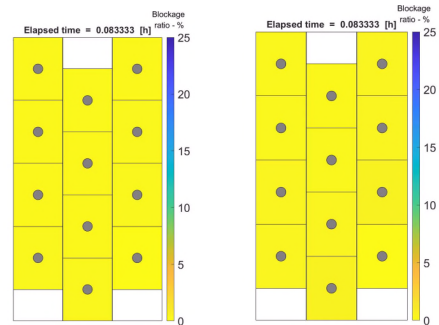 Blockage
ratio - %
Elapsed time = 0.083333 [h]
25
20
15
10
5
0
Blockage
ratio - %
Elapsed time = 0.083333 [h]
25
20
15
10
5
0